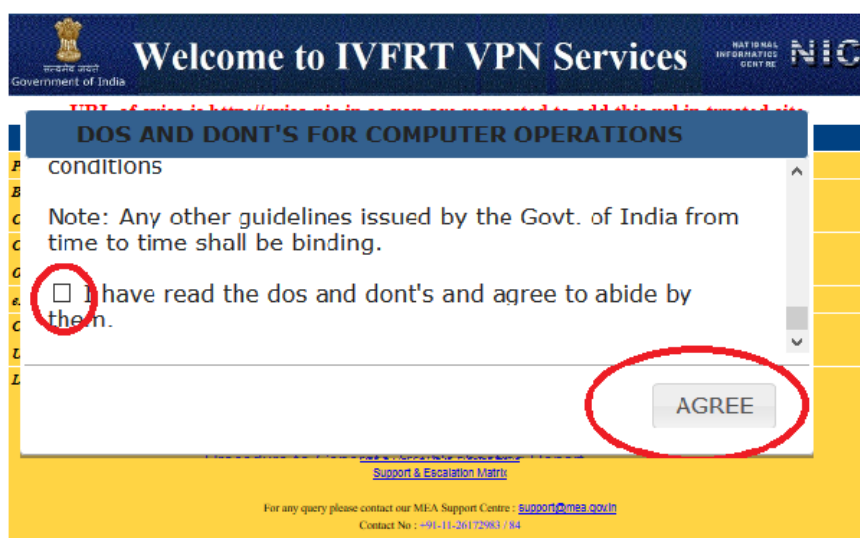 सत्यमेव जयते
Government of India
Welcome to IVFRT VPN Services
NATIONAL
INFORMATICS
CENTRE
NIC
DOS AND DONT'S FOR COMPUTER OPERATIONS
conditions
Note: Any other guidelines issued by the Govt. of India from
time to time shall be binding.
I have read the dos and dont's and agree to abide by
them.
AGREE
Support & Escalation Matrix
For any query please contact our MEA Support Centre : support@mea.gov.in
Contact No : +91-11-26172983 / 84